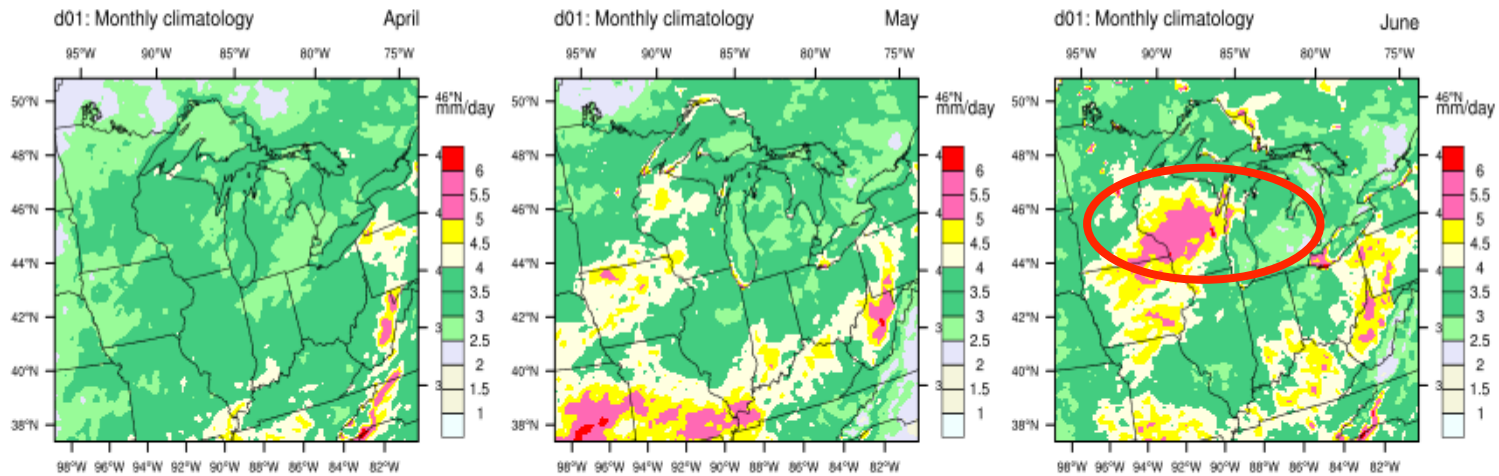 d01: Monthly climatology April
95°W 90°W 85°W 80°W 75°W
50°N 46°N
mm/day
48°N 6
5.5
46°N 5
4.5
44°N 4
3.5
42°N 3
2.5
40°N 2
1.5
38°N 1
98°W 96°W 94°W 92°W 90°W 88°W 86°W 84°W 82°W
d01: Monthly climatology May
95°W 90°W 85°W 80°W 75°W
50°N 46°N
mm/day
48°N 6
5.5
46°N 5
4.5
44°N 4
3.5
42°N 3
2.5
40°N 2
1.5
38°N 1
98°W 96°W 94°W 92°W 90°W 88°W 86°W 84°W 82°W
d01: Monthly climatology June
95°W 90°W 85°W 80°W 75°W
50°N 46°N
mm/day
48°N 6
5.5
46°N 5
4.5
44°N 4
3.5
42°N 3
2.5
40°N 2
1.5
38°N 1
98°W 96°W 94°W 92°W 90°W 88°W 86°W 84°W 82°W